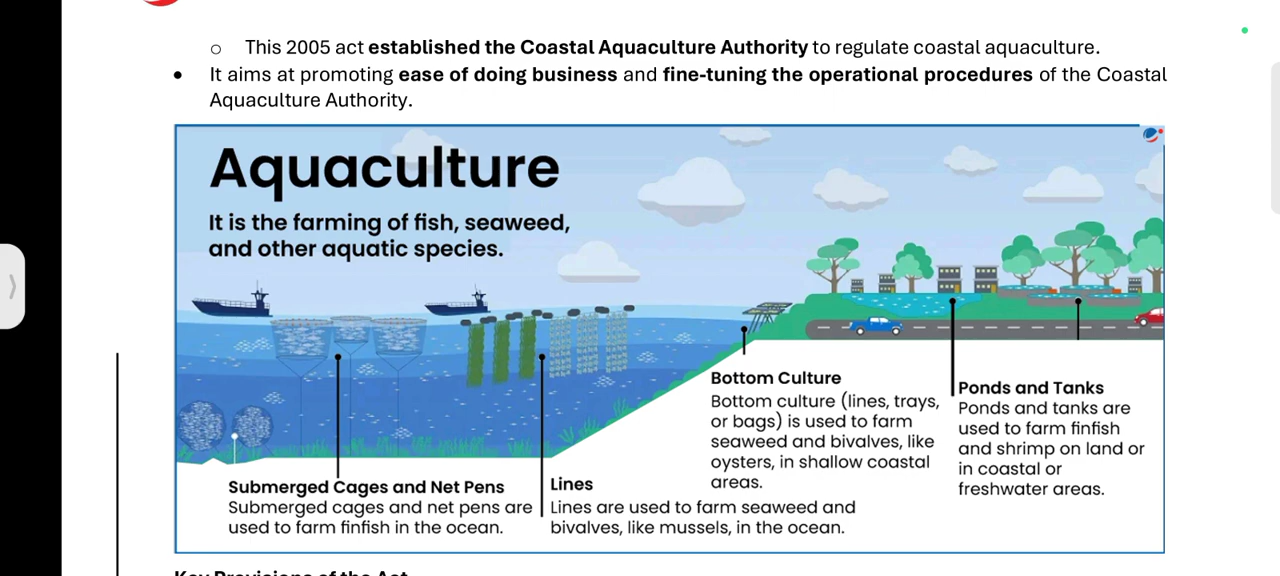 ○ This 2005 act established the Coastal Aquaculture Authority to regulate coastal aquaculture.
• It aims at promoting ease of doing business and fine-tuning the operational procedures of the Coastal
Aquaculture Authority.
Aquaculture
It is the farming of fish, seaweed,
and other aquatic species.
Submerged Cages and Net Pens
Submerged cages and net pens are
used to farm finfish in the ocean.
Lines
Lines are used to farm seaweed and
bivalves, like mussels, in the ocean.
Bottom Culture
Bottom culture (lines, trays,
or bags) is used to farm
seaweed and bivalves, like
oysters, in shallow coastal
areas.
Ponds and Tanks
Ponds and tanks are
used to farm finfish
and shrimp on land or
in coastal or
freshwater areas.
Key Provisions of the Act